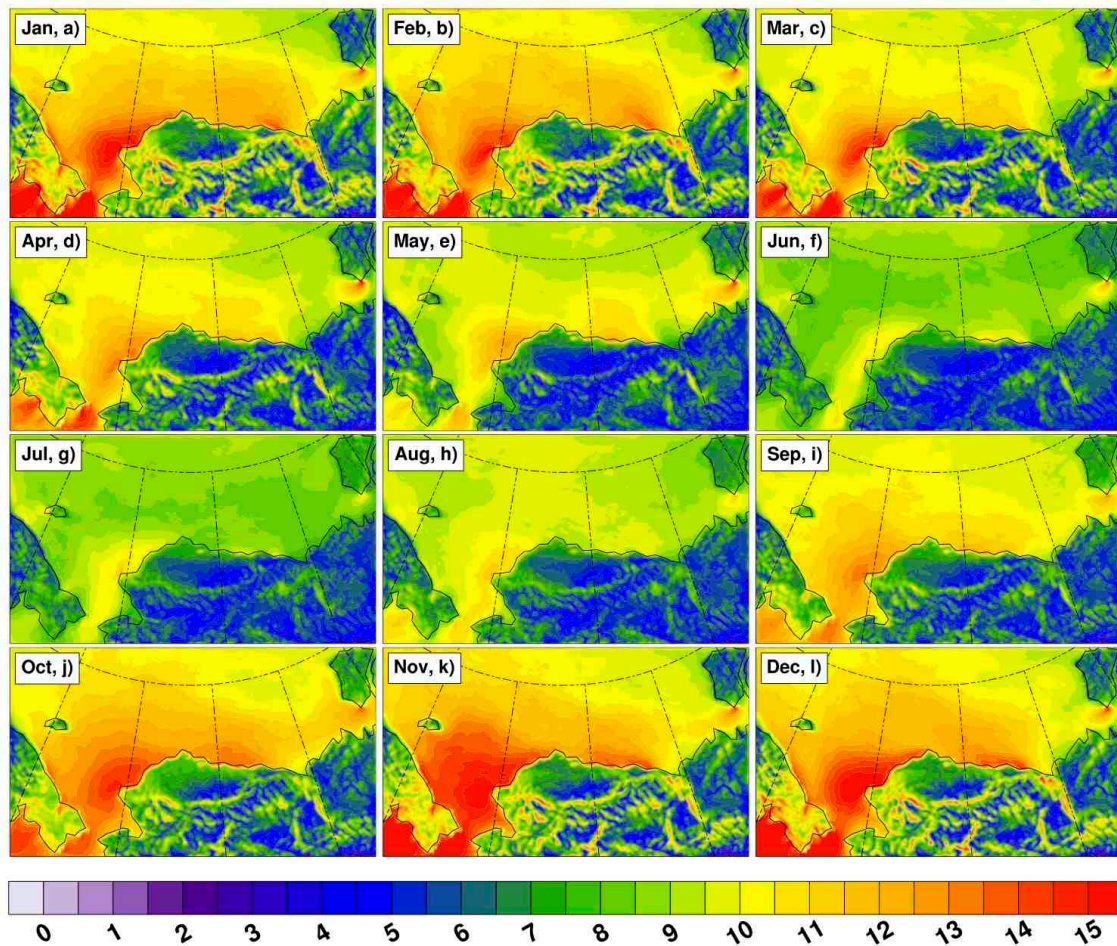 Jan, a) Feb, b) Mar, c)
Apr, d) May, e) Jun, f)
Jul, g) Aug, h) Sep, i)
Oct, j) Nov, k) Dec, l)
0 1 2 3 4 5 6 7 8 9 10 11 12 13 14 15